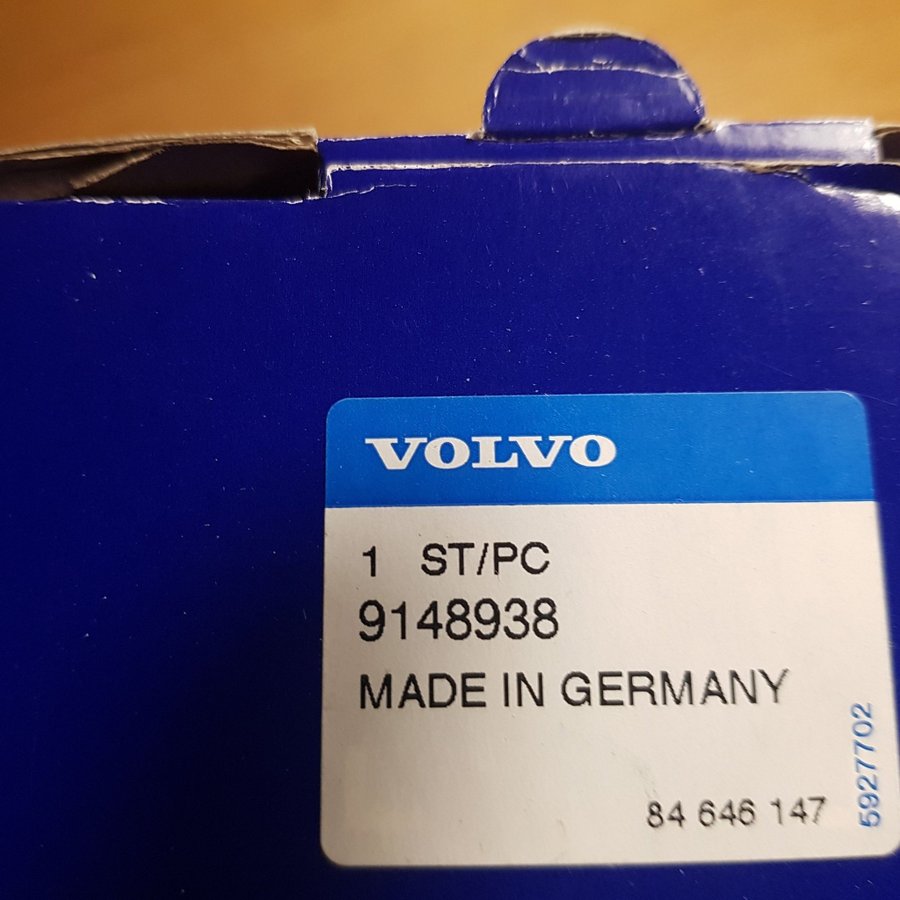 VOLVO
1 ST/PC
9148938
MADE IN GERMANY
84 646 147
5927702